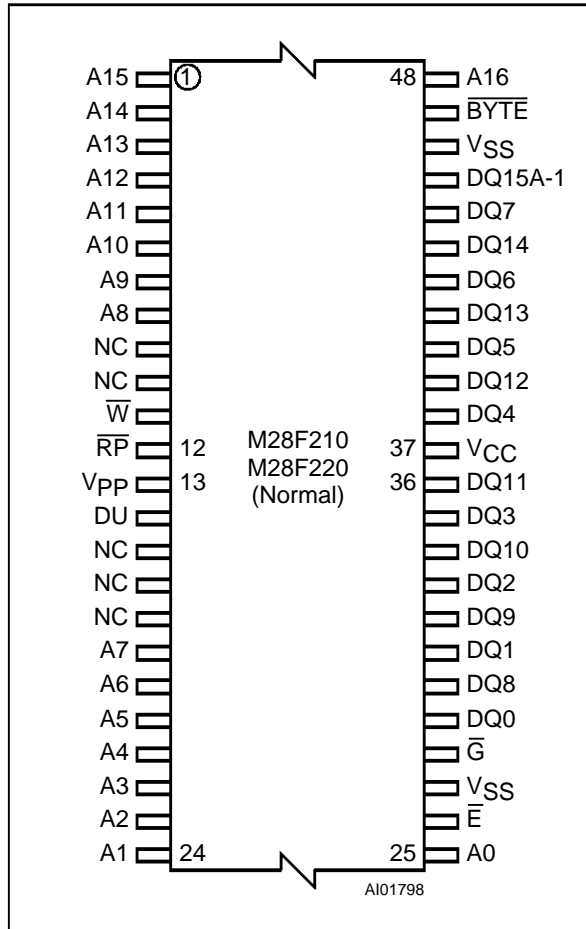 A15 1 48 A16
A14 B̅Y̅T̅E̅
A13 VSS
A12 DQ15A-1
A11 DQ7
A10 DQ14
A9 DQ6
A8 DQ13
NC DQ5
NC DQ12
W̅ DQ4
R̅P̅ 12 M28F210 37 VCC
VPP 13 M28F220 36 DQ11
(Normal)
DU DQ3
NC DQ10
NC DQ2
NC DQ9
A7 DQ1
A6 DQ8
A5 DQ0
A4 G̅
A3 VSS
A2 E̅
A1 24 25 A0
AI01798